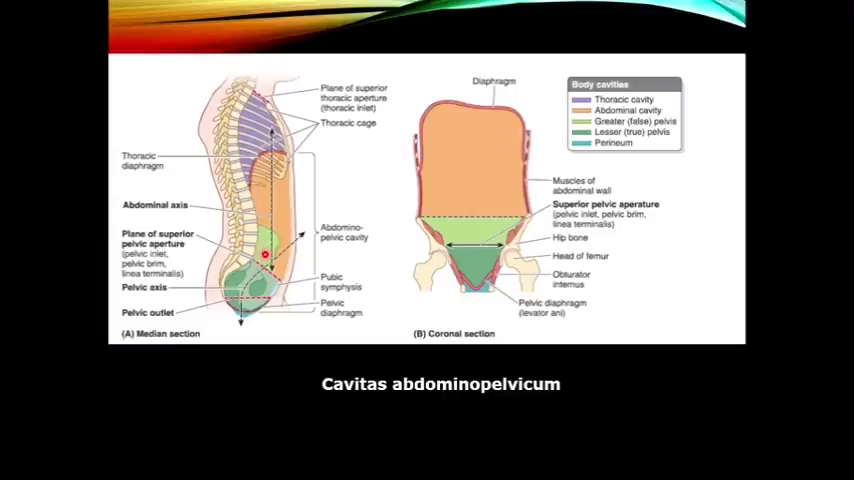 Plane of superior
thoracic aperture
(thoracic inlet)
Thoracic cage
Thoracic
diaphragm
Abdominal axis
Plane of superior
pelvic aperture
(pelvic inlet,
pelvic brim,
linea terminalis)
Pelvic axis
Pelvic outlet
Abdomino-
pelvic cavity
Pubic
symphysis
Pelvic
diaphragm
(A) Median section
Diaphragm
Body cavities
Thoracic cavity
Abdominal cavity
Greater (false) pelvis
Lesser (true) pelvis
Perineum
Muscles of
abdominal wall
Superior pelvic aperature
(pelvic inlet, pelvic brim,
linea terminalis)
Hip bone
Head of femur
Obturator
internus
Pelvic diaphragm
(levator ani)
(B) Coronal section
Cavitas abdominopelvicum